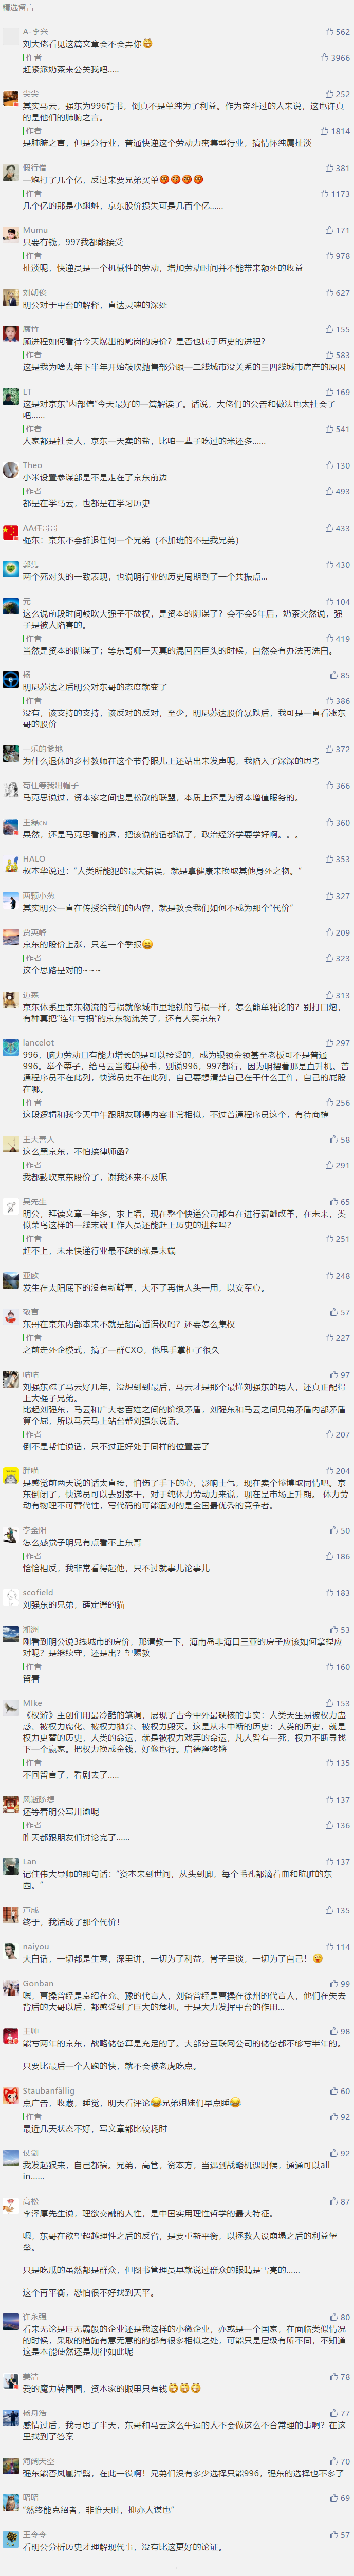 精选留言
A-李兴 562
刘大佬看见这篇文章会不会弄你
作者 3966
赶紧派奶茶来公关我吧.....
尖尖 252
其实马云，强东为996背书，倒真不是单纯为了利益。作为奋斗过的人来说，这也许真
的是他们的肺腑之言。
作者 1814
是肺腑之言，但是分行业，普通快递这个劳动力密集型行业，搞情怀纯属扯淡
假行僧 381
一炮打了几个亿，反过来要兄弟买单
作者 1173
几个亿的那是小蝌蚪，京东股价损失可是几百个亿......
Mumu 171
只要有钱，997我都能接受
作者 978
扯淡呢，快递员是一个机械性的劳动，增加劳动时间并不能带来额外的收益
刘朝俊 627
明公对于中台的解释，直达灵魂的深处
腐竹 155
顾进程如何看待今天爆出的鹤岗的房价？是否也属于历史的进程？
作者 583
这是我为啥去年下半年开始鼓吹抛售部分跟一二线城市没关系的三四线城市房产的原因
LT 169
这是对京东“内部信”今天最好的一篇解读了。话说，大佬们的公告和做法也太社会了
吧......
作者 541
人家都是社会人，京东一天卖的盐，比咱一辈子吃过的米还多......
Theo 130
小米设置参谋部是不是走在了京东前边
作者 493
都是在学马云，也都是在学习历史
AA仟哥哥 433
强东：京东不会辞退任何一个兄弟（不加班的不是我兄弟）
郭隽 430
两个死对头的一致表现，也说明行业的历史周期到了一个共振点...
元 104
这么说前段时间鼓吹大强子不放权，是资本的阴谋了？会不会5年后，奶茶突然说，强
子是被人陷害的。
作者 419
当然是资本的阴谋了；等东哥哪一天真的混回四巨头的时候，自然会有办法再洗白。
杨 85
明尼苏达之后明公对东哥的态度就变了
作者 386
没有，该支持的支持，该反对的反对，至少，明尼苏达股价暴跌后，我可是一直看涨东
哥的股价
一乐的爹地 372
为什么退休的乡村教师在这个节骨眼儿上还站出来发声呢，我陷入了深深的思考
苟住等我出帽子 366
马克思说过，资本家之间也是松散的联盟，本质上还是为资本增值服务的。
王磊CN 360
果然，还是马克思看的透，把该说的话都说了，政治经济学要学好啊。。。
HALO 353
叔本华说过：“人类所能犯的最大错误，就是拿健康来换取其他身外之物。”
两颗小葱 327
其实明公一直在传授给我们的内容，就是教会我们如何不成为那个“代价”
贾英峰 209
京东的股价上涨，只差一个季报
作者 323
这个思路是对的~~~
迈森 313
京东体系里京东物流的亏损就像城市里地铁的亏损一样，怎么能单独论的？别打口炮，
有种真把“连年亏损”的京东物流关了，还有人买京东？
lancelot 297
996，脑力劳动且有能力增长的是可以接受的，成为银领金领甚至老板可不是普通
996。举个栗子，给马云当随身秘书，别说996，997都行，因为明摆着那是直升机。普
通程序员不在此列，快递员更不在此列，自己要想清楚自己在干什么工作，自己的屁股
在哪。
作者 256
这段逻辑和我今天中午跟朋友聊得内容非常相似，不过普通程序员这个，有待商榷
王大善人 58
这么黑京东，不怕接律师函？
作者 291
我都鼓吹京东股价了，谢我还来不及呢
吴先生 65
明公，拜读文章一年多，求上墙，现在整个快递公司都有在进行薪酬改革，在未来，类
似菜鸟这样的一线末端工作人员还能赶上历史的进程吗？
作者 251
赶不上，未来快递行业最不缺的就是末端
亚欧 248
发生在太阳底下的没有新鲜事，大不了再借人头一用，以安军心。
敬言 57
东哥在京东内部本来不就是超高话语权吗？还要怎么集权
作者 227
之前走外企模式，搞了一群CXO，他甩手掌柜了很久
咕咕 97
刘强东怼了马云好几年，没想到到最后，马云才是那个最懂刘强东的男人，还真正配得
上大强子兄弟。
比起刘强东，马云和广大老百姓之间的阶级矛盾，刘强东和马云之间兄弟矛盾内部矛盾
算个屁，所以马云马上站台帮刘强东说话。
作者 207
倒不是帮忙说话，只不过正好处于同样的位置罢了
胖嘟 204
是感觉前两天说的话太直接，怕伤了手下的心，影响士气，现在卖个惨博取同情吧。京
东倒闭了，快递员可以去别家干，对于纯体力劳动力来说，现在是市场上升期。 体力劳
动有物理不可替代性，写代码的可能面对的是全国最优秀的竞争者。
李金阳 50
怎么感觉子明兄有点看不上东哥
作者 186
恰恰相反，我非常看得起他，只不过就事儿论事儿
scofield 183
刘强东的兄弟，薛定谔的猫
湘洲 53
刚看到明公说3线城市的房价，那请教一下，海南岛非海口三亚的房子应该如何拿捏应
对呢？是继续守，还是出？望赐教
作者 160
留着
MIke 153
《权游》主创们用最冷酷的笔调，展现了古今中外最硬核的事实：人类天生易被权力蛊
惑、被权力腐化、被权力抛弃、被权力毁灭。这是从未中断的历史：人类的历史，就是
权力更替的历史，人类的命运，就是被权力戏弄的命运，凡人皆有一死，权力不断寻找
下一个赢家。把权力换成金钱，好像也行。启德隆咚锵
作者 135
不回留言了，看剧去了.....
风逝随想 137
还等着明公写川渝呢
作者 136
昨天都跟朋友们讨论完了......
Lan 137
记住伟大导师的那句话：“资本来到世间，从头到脚，每个毛孔都滴着血和肮脏的东
西。”
芦成 135
终于，我活成了那个代价！
naiyou 114
大白话，一切都是生意，深里讲，一切为了利益，骨子里谈，一切为了自己！
Gonban 99
嗯，曹操曾经是袁绍在兖、豫的代言人，刘备曾经是曹操在徐州的代言人，他们在失去
背后的大哥以后，都感受到了巨大的危机，于是大力发挥中台的作用...
王帅 98
能亏两年的京东，战略储备算是充足的了。大部分互联网公司的储备都不够亏半年的。
只要比最后一个人跑的快，就不会被老虎吃点。
Staubanfällig 60
点广告，收藏，睡觉，明天看评论兄弟姐妹们早点睡
作者 92
最近几天状态不好，写文章都比较耗时
仗剑 92
我发起狠来，自己都搞。兄弟，高管，资本方，当遇到战略机遇时候，通通可以all
in......
高松 87
李泽厚先生说，理欲交融的人性，是中国实用理性哲学的最大特征。
嗯，东哥在欲望超越理性之后的反省，是要重新平衡，以拯救人设崩塌之后的利益堡
垒。
只是吃瓜的虽然都是群众，但图书管理员早就说过群众的眼睛是雪亮的......
这个再平衡，恐怕很不好找到天平。
许永强 80
看来无论是巨无霸般的企业还是我这样的小微企业，亦或是一个国家，在面临类似情况
的时候，采取的措施有意无意的的都有很多相似之处，可能只是层级有所不同，不知道
这是本能使然还是规律如此呢
姜浩 78
爱的魔力转圈圈，资本家的眼里只有钱
杨舟浩 77
感情过后，我寻思了半天，东哥和马云这么牛逼的人不会做这么不合常理的事啊？在这
里找到了答案
海阔天空 70
强东能否凤凰涅槃，在此一役啊！兄弟们没有多少选择只能996，强东的选择也不多了
昭昭 69
“然终能克绍者，非惟天时，抑亦人谋也”
王令令 57
看明公分析历史才理解现代事，没有比这更好的论证。